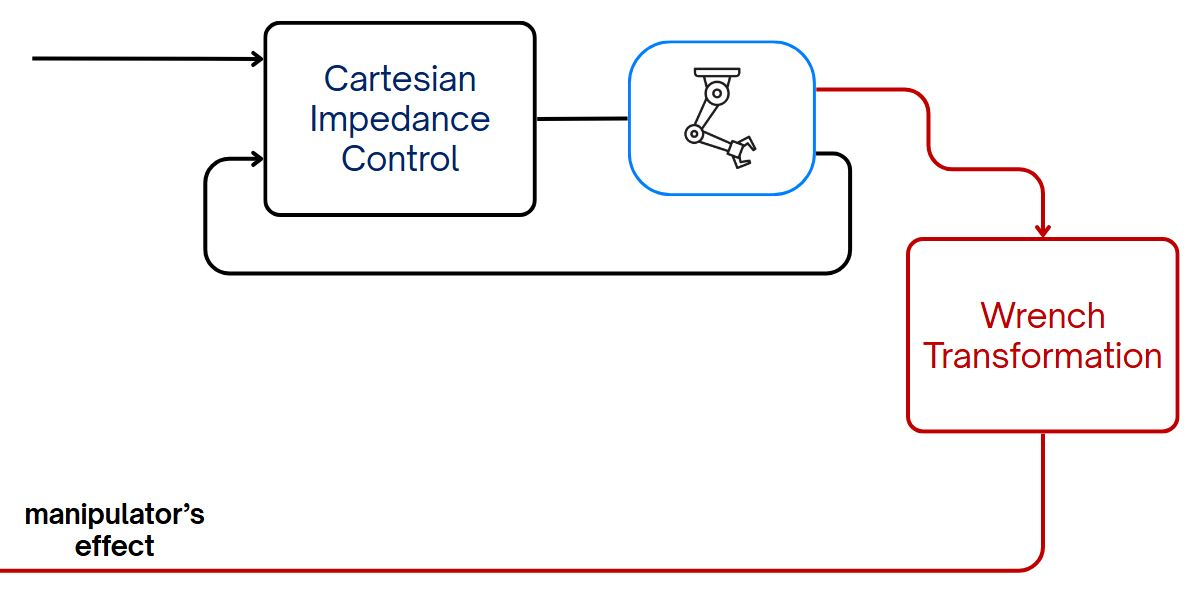 Cartesian
Impedance
Control
Wrench
Transformation
manipulator’s
effect